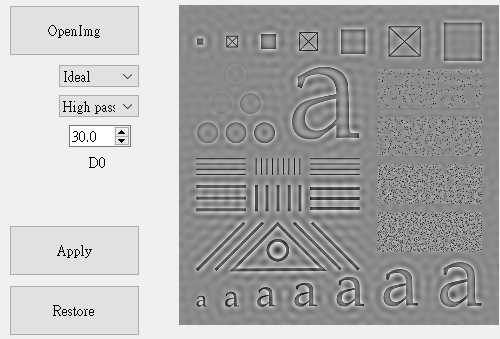 OpenImg
Ideal
High pass
30.0
D0
Apply
Restore
a
a a a a a a a